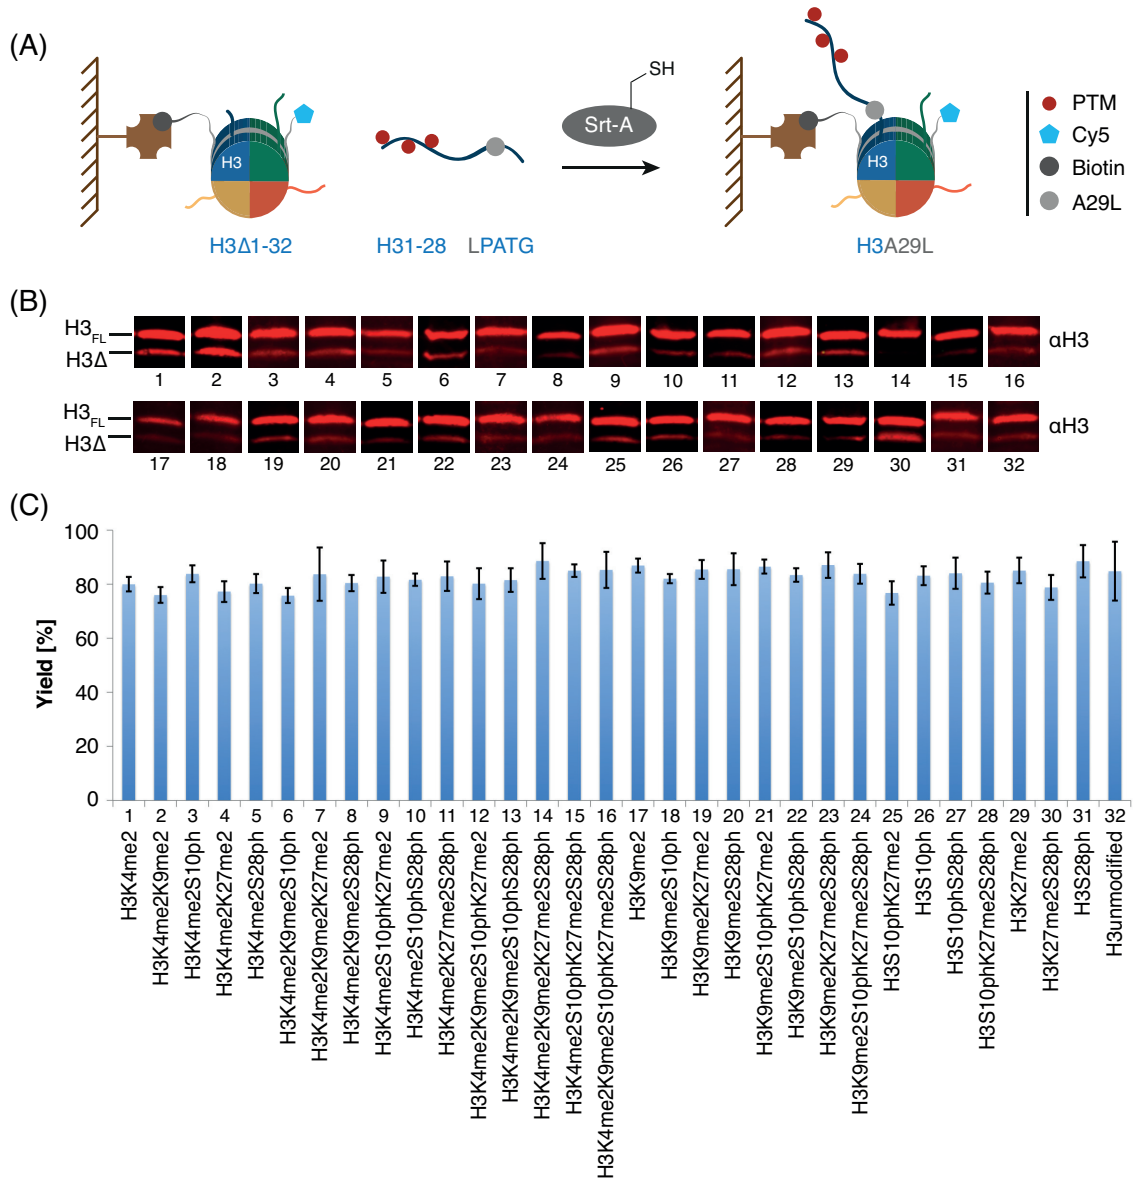 (A)
SH
Srt-A
H3
H3
PTM
Cy5
Biotin
A29L
H3Δ1-32
H31-28 LPATG
H3A29L
(B)
H3FL
H3Δ
αH3
1 2 3 4 5 6 7 8 9 10 11 12 13 14 15 16
H3FL
H3Δ
αH3
17 18 19 20 21 22 23 24 25 26 27 28 29 30 31 32
(C)
Yield [%]
100
80
60
40
20
0
1 2 3 4 5 6 7 8 9 10 11 12 13 14 15 16 17 18 19 20 21 22 23 24 25 26 27 28 29 30 31 32
H3K4me2
H3K4me2K9me2
H3K4me2S10ph
H3K4me2K27me2
H3K4me2S28ph
H3K4me2K9me2S10ph
H3K4me2K9me2K27me2
H3K4me2K9me2S28ph
H3K4me2S10phK27me2
H3K4me2S10phS28ph
H3K4me2K27me2S28ph
H3K4me2K9me2S10phK27me2
H3K4me2K9me2S10phS28ph
H3K4me2K9me2K27me2S28ph
H3K4me2S10phK27me2S28ph
H3K4me2K9me2S10phK27me2S28ph
H3K9me2
H3K9me2S10ph
H3K9me2K27me2
H3K9me2S28ph
H3K9me2S10phK27me2
H3K9me2S10phS28ph
H3K9me2K27me2S28ph
H3K9me2S10phK27me2S28ph
H3S10phK27me2
H3S10ph
H3S10phS28ph
H3S10phK27me2S28ph
H3K27me2
H3K27me2S28ph
H3S28ph
H3unmodified